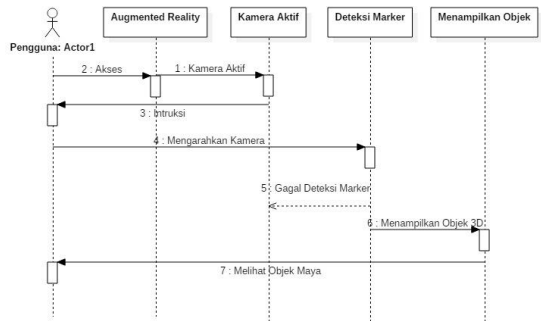 Augmented Reality
Kamera Aktif
Deteksi Marker
Menampilkan Objek
Pengguna: Actor1
2 : Akses
1 : Kamera Aktif
3 : Intruksi
4 : Mengarahkan Kamera
5 : Gagal Deteksi Marker
6 : Menampilkan Objek 3D
7 : Melihat Objek Maya